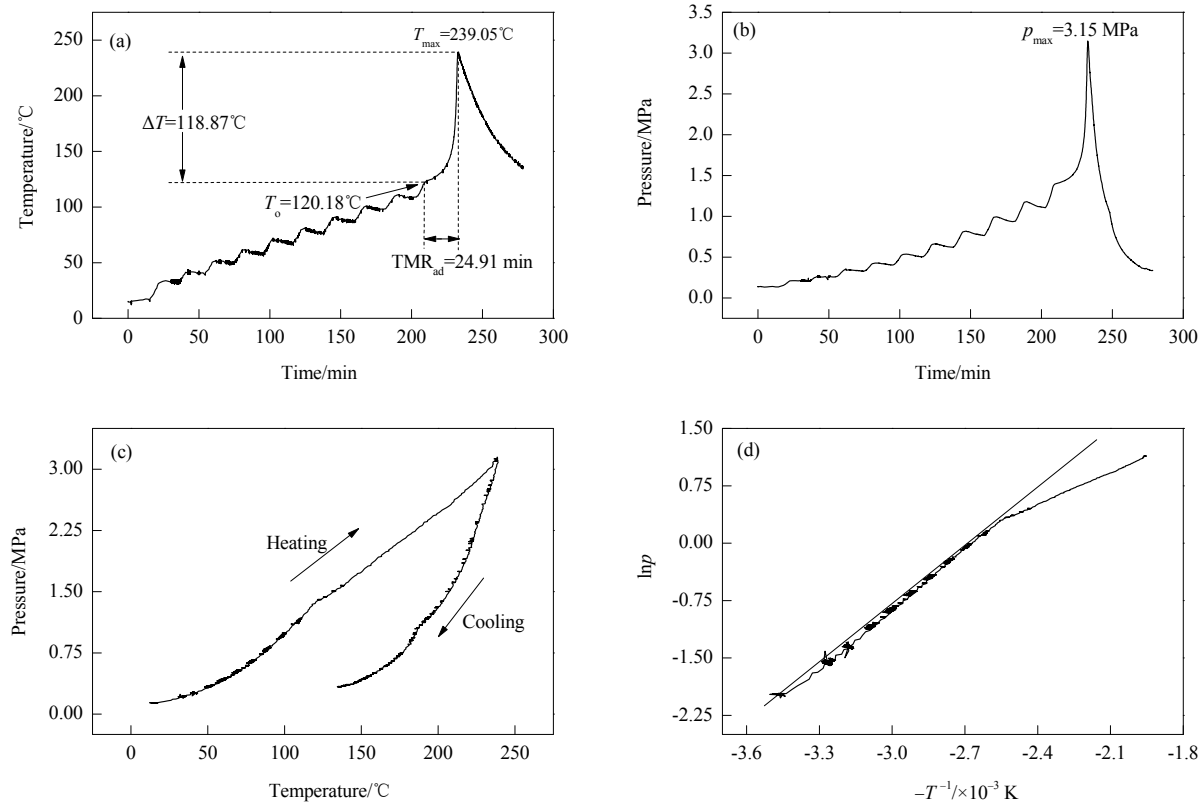 (a)
T_max=239.05℃
ΔT=118.87℃
T_o=120.18℃
TMR_ad=24.91 min
250
200
150
100
50
0
Temperature/℃
0 50 100 150 200 250 300
Time/min
(b)
p_max=3.15 MPa
3.5
3.0
2.5
2.0
1.5
1.0
0.5
0.0
Pressure/MPa
0 50 100 150 200 250 300
Time/min
(c)
Heating
Cooling
3.00
2.25
1.50
0.75
0.00
Pressure/MPa
0 50 100 150 200 250
Temperature/℃
(d)
1.50
0.75
0.00
-0.75
-1.50
-2.25
lnp
-3.6 -3.3 -3.0 -2.7 -2.4 -2.1 -1.8
–T⁻¹/×10⁻³ K